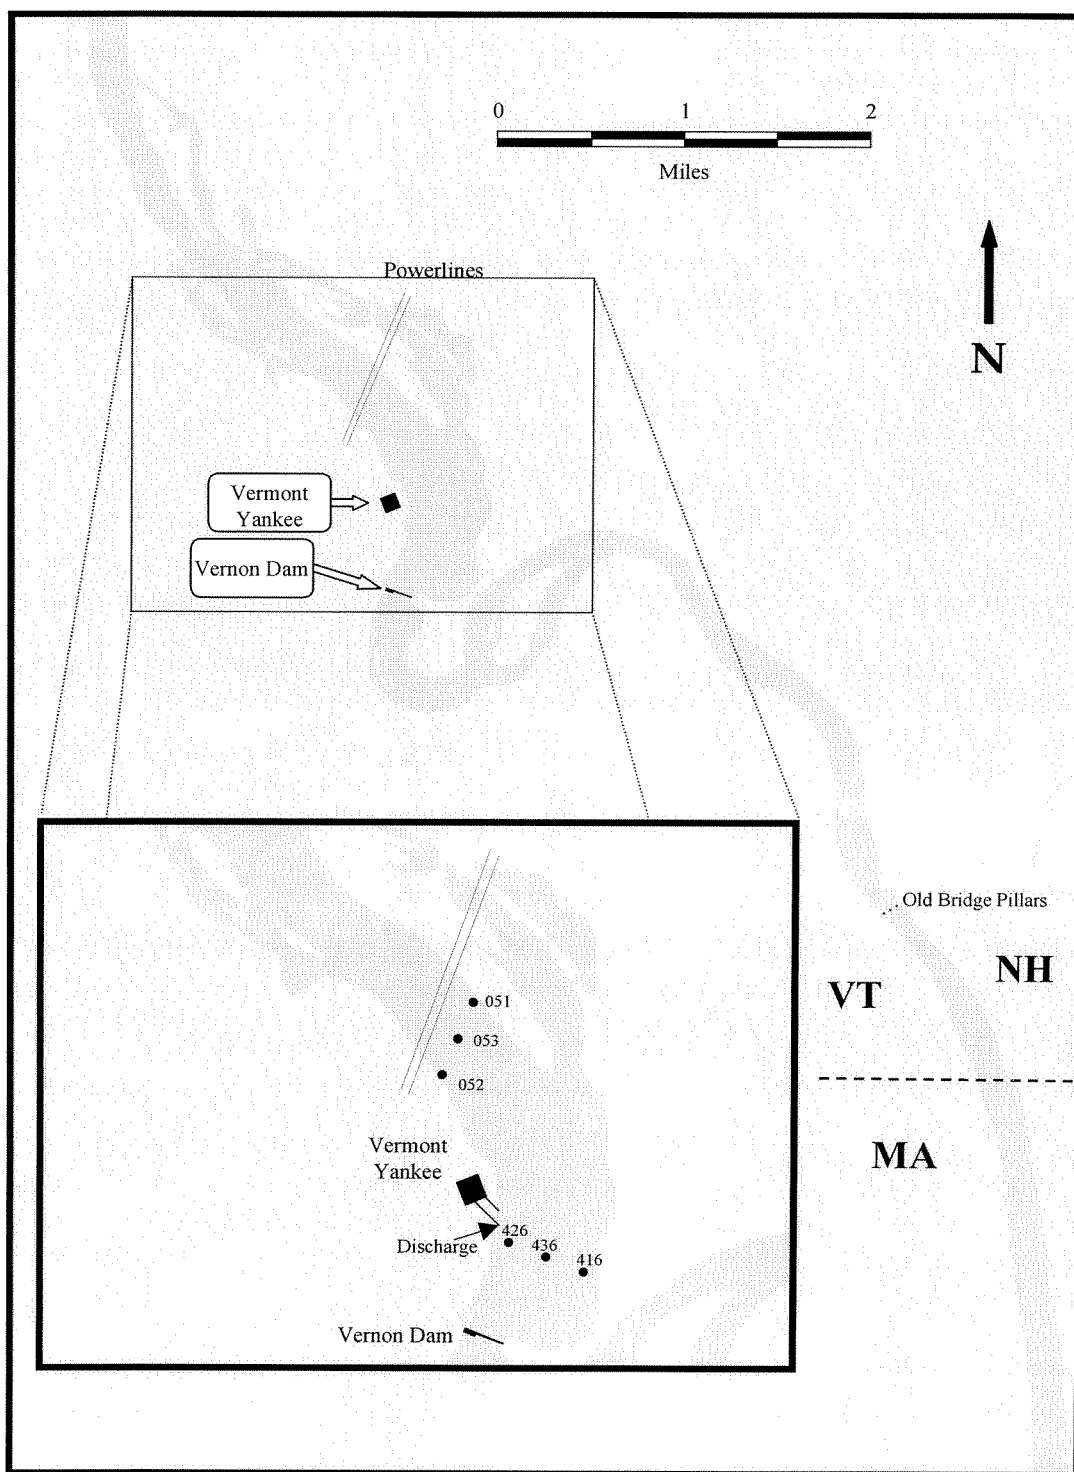 0 1 2
Miles
N
Powerlines
Vermont
Yankee
Vernon Dam
Old Bridge Pillars
NH
VT
MA
051
053
052
Vermont
Yankee
Discharge
426
436
416
Vernon Dam